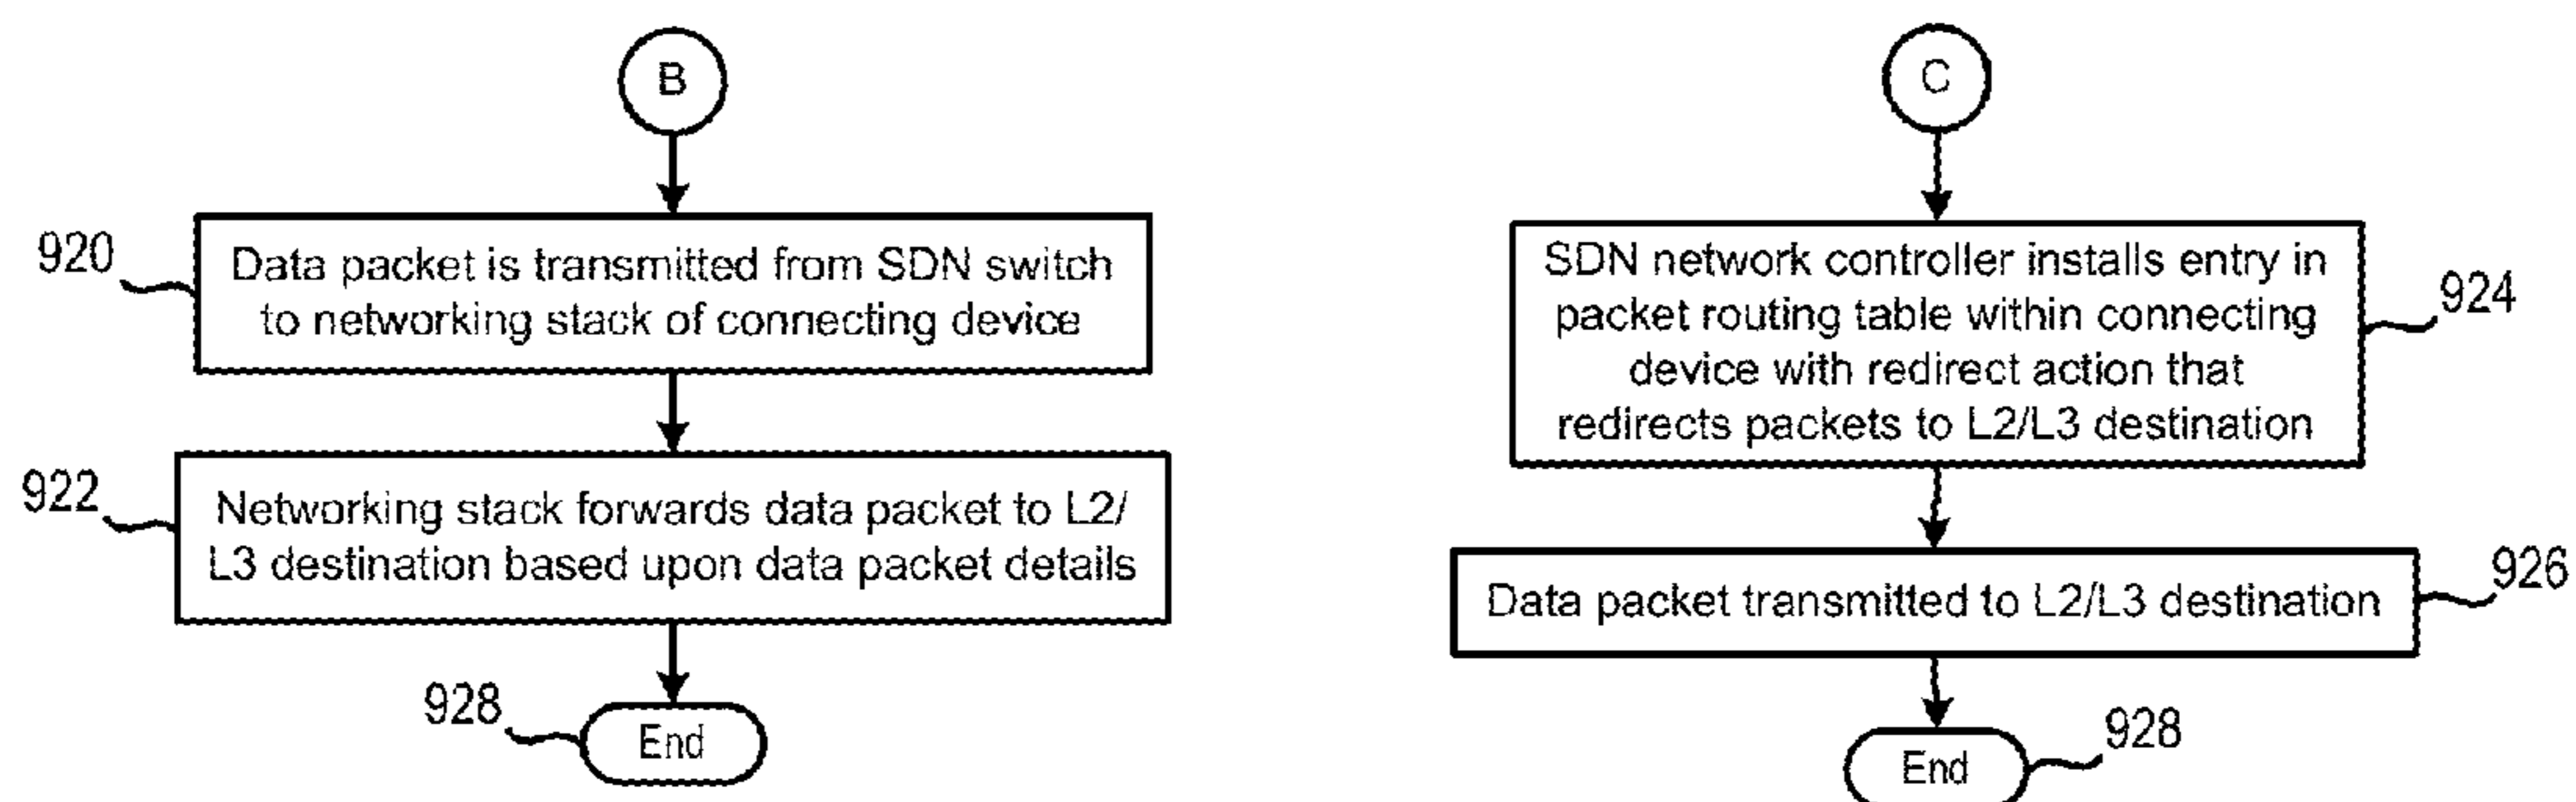 B
920
Data packet is transmitted from SDN switch
to networking stack of connecting device
922
Networking stack forwards data packet to L2/
L3 destination based upon data packet details
928
End
C
SDN network controller installs entry in
packet routing table within connecting
device with redirect action that
redirects packets to L2/L3 destination
924
Data packet transmitted to L2/L3 destination
926
End
928